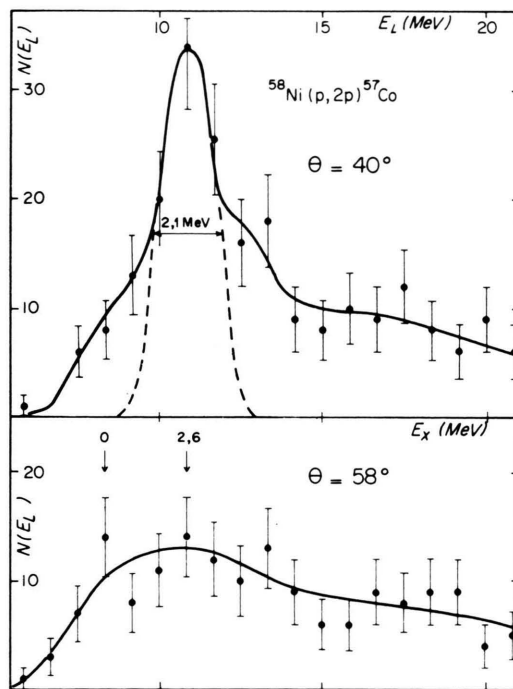 10 15 E_L (MeV) 20
N(E_L)
30
⁵⁸Ni (p,2p) ⁵⁷Co
Θ = 40°
20
2,1 MeV
10
0 2,6 E_x (MeV)
20
Θ = 58°
N(E_L)
10